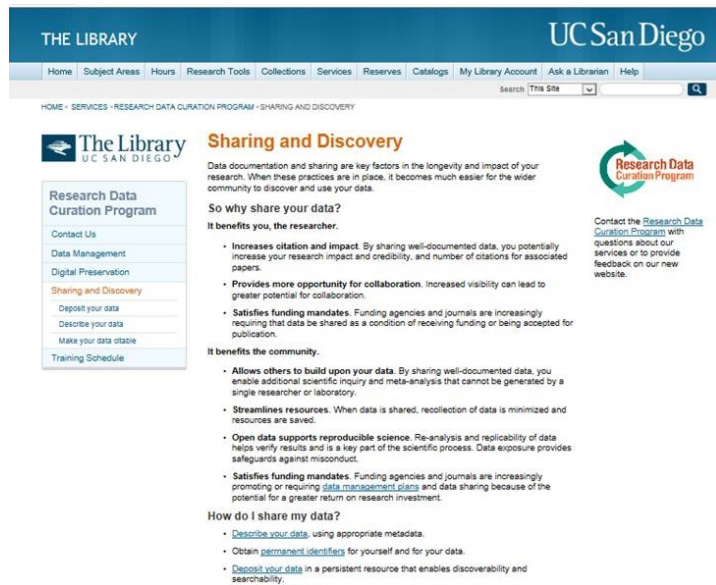 THE LIBRARY
UC San Diego
Home Subject Areas Hours Research Tools Collections Services Reserves Catalogs My Library Account Ask a Librarian Help
Search This Site
HOME › SERVICES › RESEARCH DATA CURATION PROGRAM › SHARING AND DISCOVERY
The Library
UC SAN DIEGO
Research Data
Curation Program
Contact Us
Data Management
Digital Preservation
Sharing and Discovery
Deposit your data
Describe your data
Make your data citable
Training Schedule
Sharing and Discovery
Data documentation and sharing are key factors in the longevity and impact of your
research. When these practices are in place, it becomes much easier for the wider
community to discover and use your data.
So why share your data?
It benefits you, the researcher.
• Increases citation and impact. By sharing well-documented data, you potentially
increase your research impact and credibility, and number of citations for associated
papers.
• Provides more opportunity for collaboration. Increased visibility can lead to
greater potential for collaboration.
• Satisfies funding mandates. Funding agencies and journals are increasingly
requiring that data be shared as a condition of receiving funding or being accepted for
publication.
It benefits the community.
• Allows others to build upon your data. By sharing well-documented data, you
enable additional scientific inquiry and meta-analysis that cannot be generated by a
single researcher or laboratory.
• Streamlines resources. When data is shared, recollection of data is minimized and
resources are saved.
• Open data supports reproducible science. Re-analysis and replicability of data
helps verify results and is a key part of the scientific process. Data exposure provides
safeguards against misconduct.
• Satisfies funding mandates. Funding agencies and journals are increasingly
promoting or requiring data management plans and data sharing because of the
potential for a greater return on research investment.
How do I share my data?
• Describe your data, using appropriate metadata.
• Obtain permanent identifiers for yourself and for your data.
• Deposit your data in a persistent resource that enables discoverability and
searchability.
Research Data
Curation Program
Contact the Research Data
Curation Program with
questions about our
services or to provide
feedback on our new
website.